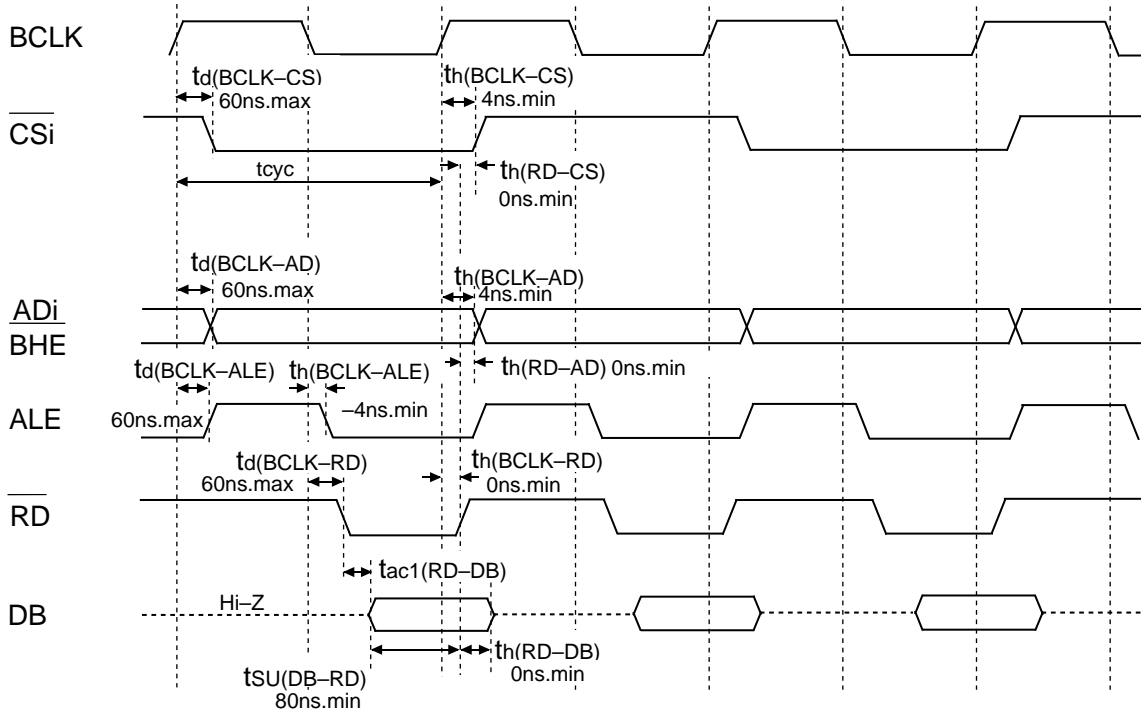 BCLK
td(BCLK–CS)
60ns.max
th(BCLK–CS)
4ns.min
CSi
tcyc
th(RD–CS)
0ns.min
td(BCLK–AD)
60ns.max
th(BCLK–AD)
4ns.min
ADi
BHE
th(RD–AD) 0ns.min
td(BCLK–ALE)
th(BCLK–ALE)
60ns.max
–4ns.min
ALE
td(BCLK–RD)
60ns.max
th(BCLK–RD)
0ns.min
RD
tac1(RD–DB)
Hi–Z
DB
th(RD–DB)
0ns.min
tSU(DB–RD)
80ns.min